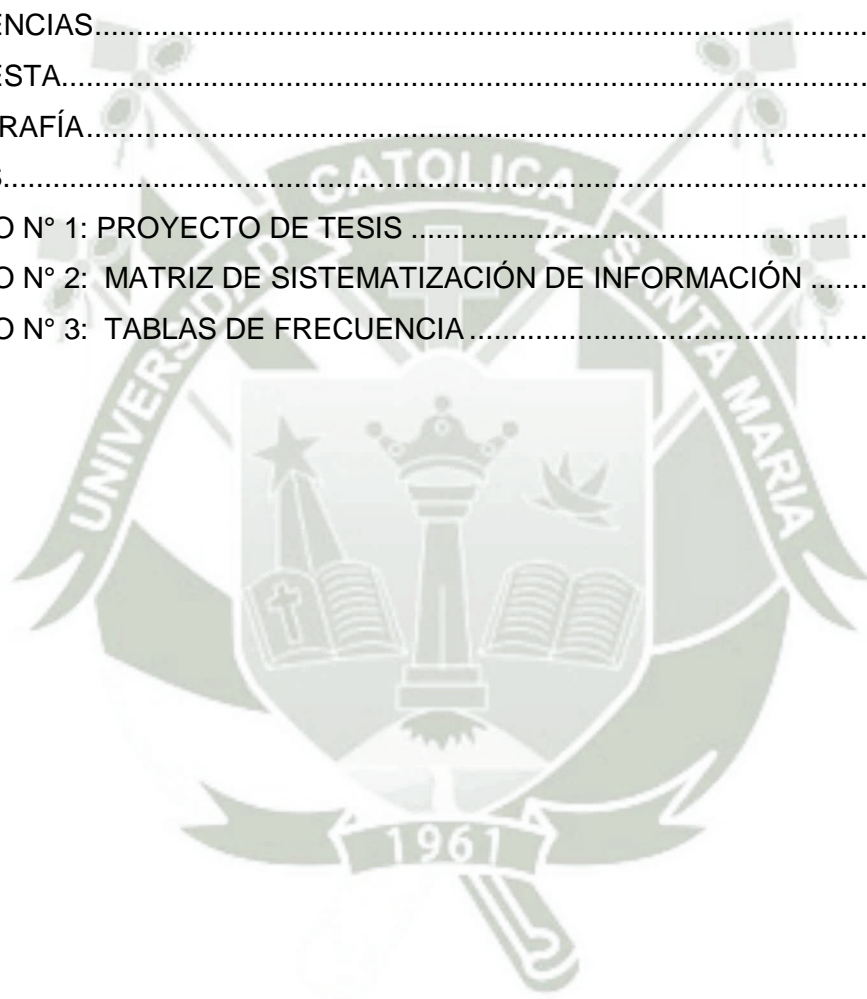 ENCIAS
ESTA
RAFÍA
S
O N° 1: PROYECTO DE TESIS
O N° 2: MATRIZ DE SISTEMATIZACIÓN DE INFORMACIÓN
O N° 3: TABLAS DE FRECUENCIA
UNIVERSIDAD CATOLICA SANTA MARIA
1961